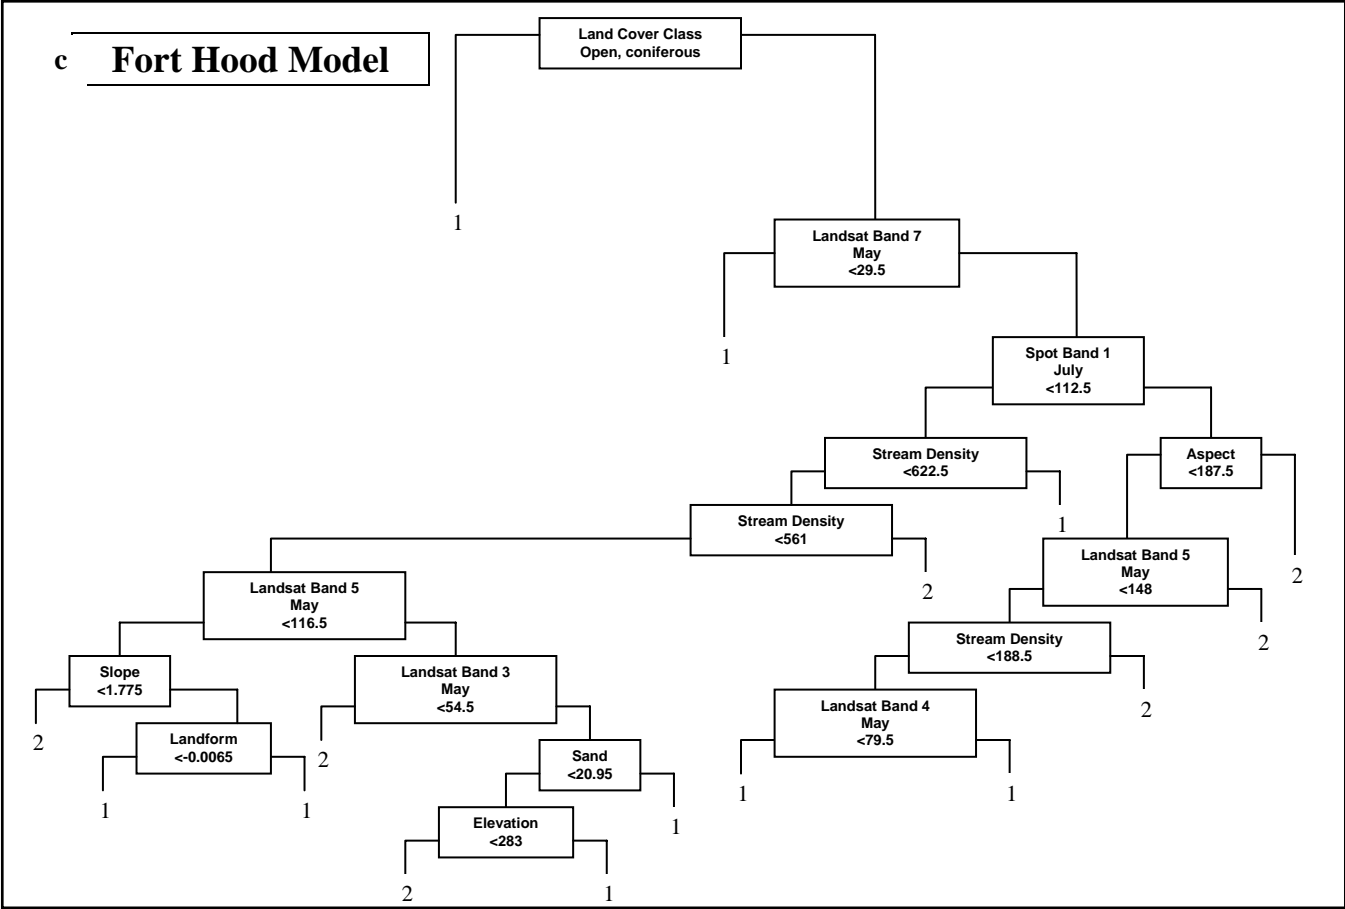 c
Fort Hood Model
Land Cover Class
Open, coniferous
1
Landsat Band 7
May
<29.5
1
Spot Band 1
July
<112.5
Stream Density
<622.5
Aspect
<187.5
Stream Density
<561
1
Landsat Band 5
May
<148
2
Landsat Band 5
May
<116.5
2
Stream Density
<188.5
2
Slope
<1.775
Landsat Band 3
May
<54.5
Landsat Band 4
May
<79.5
2
2
Landform
<-0.0065
2
Sand
<20.95
1
1
1
1
Elevation
<283
1
2
1